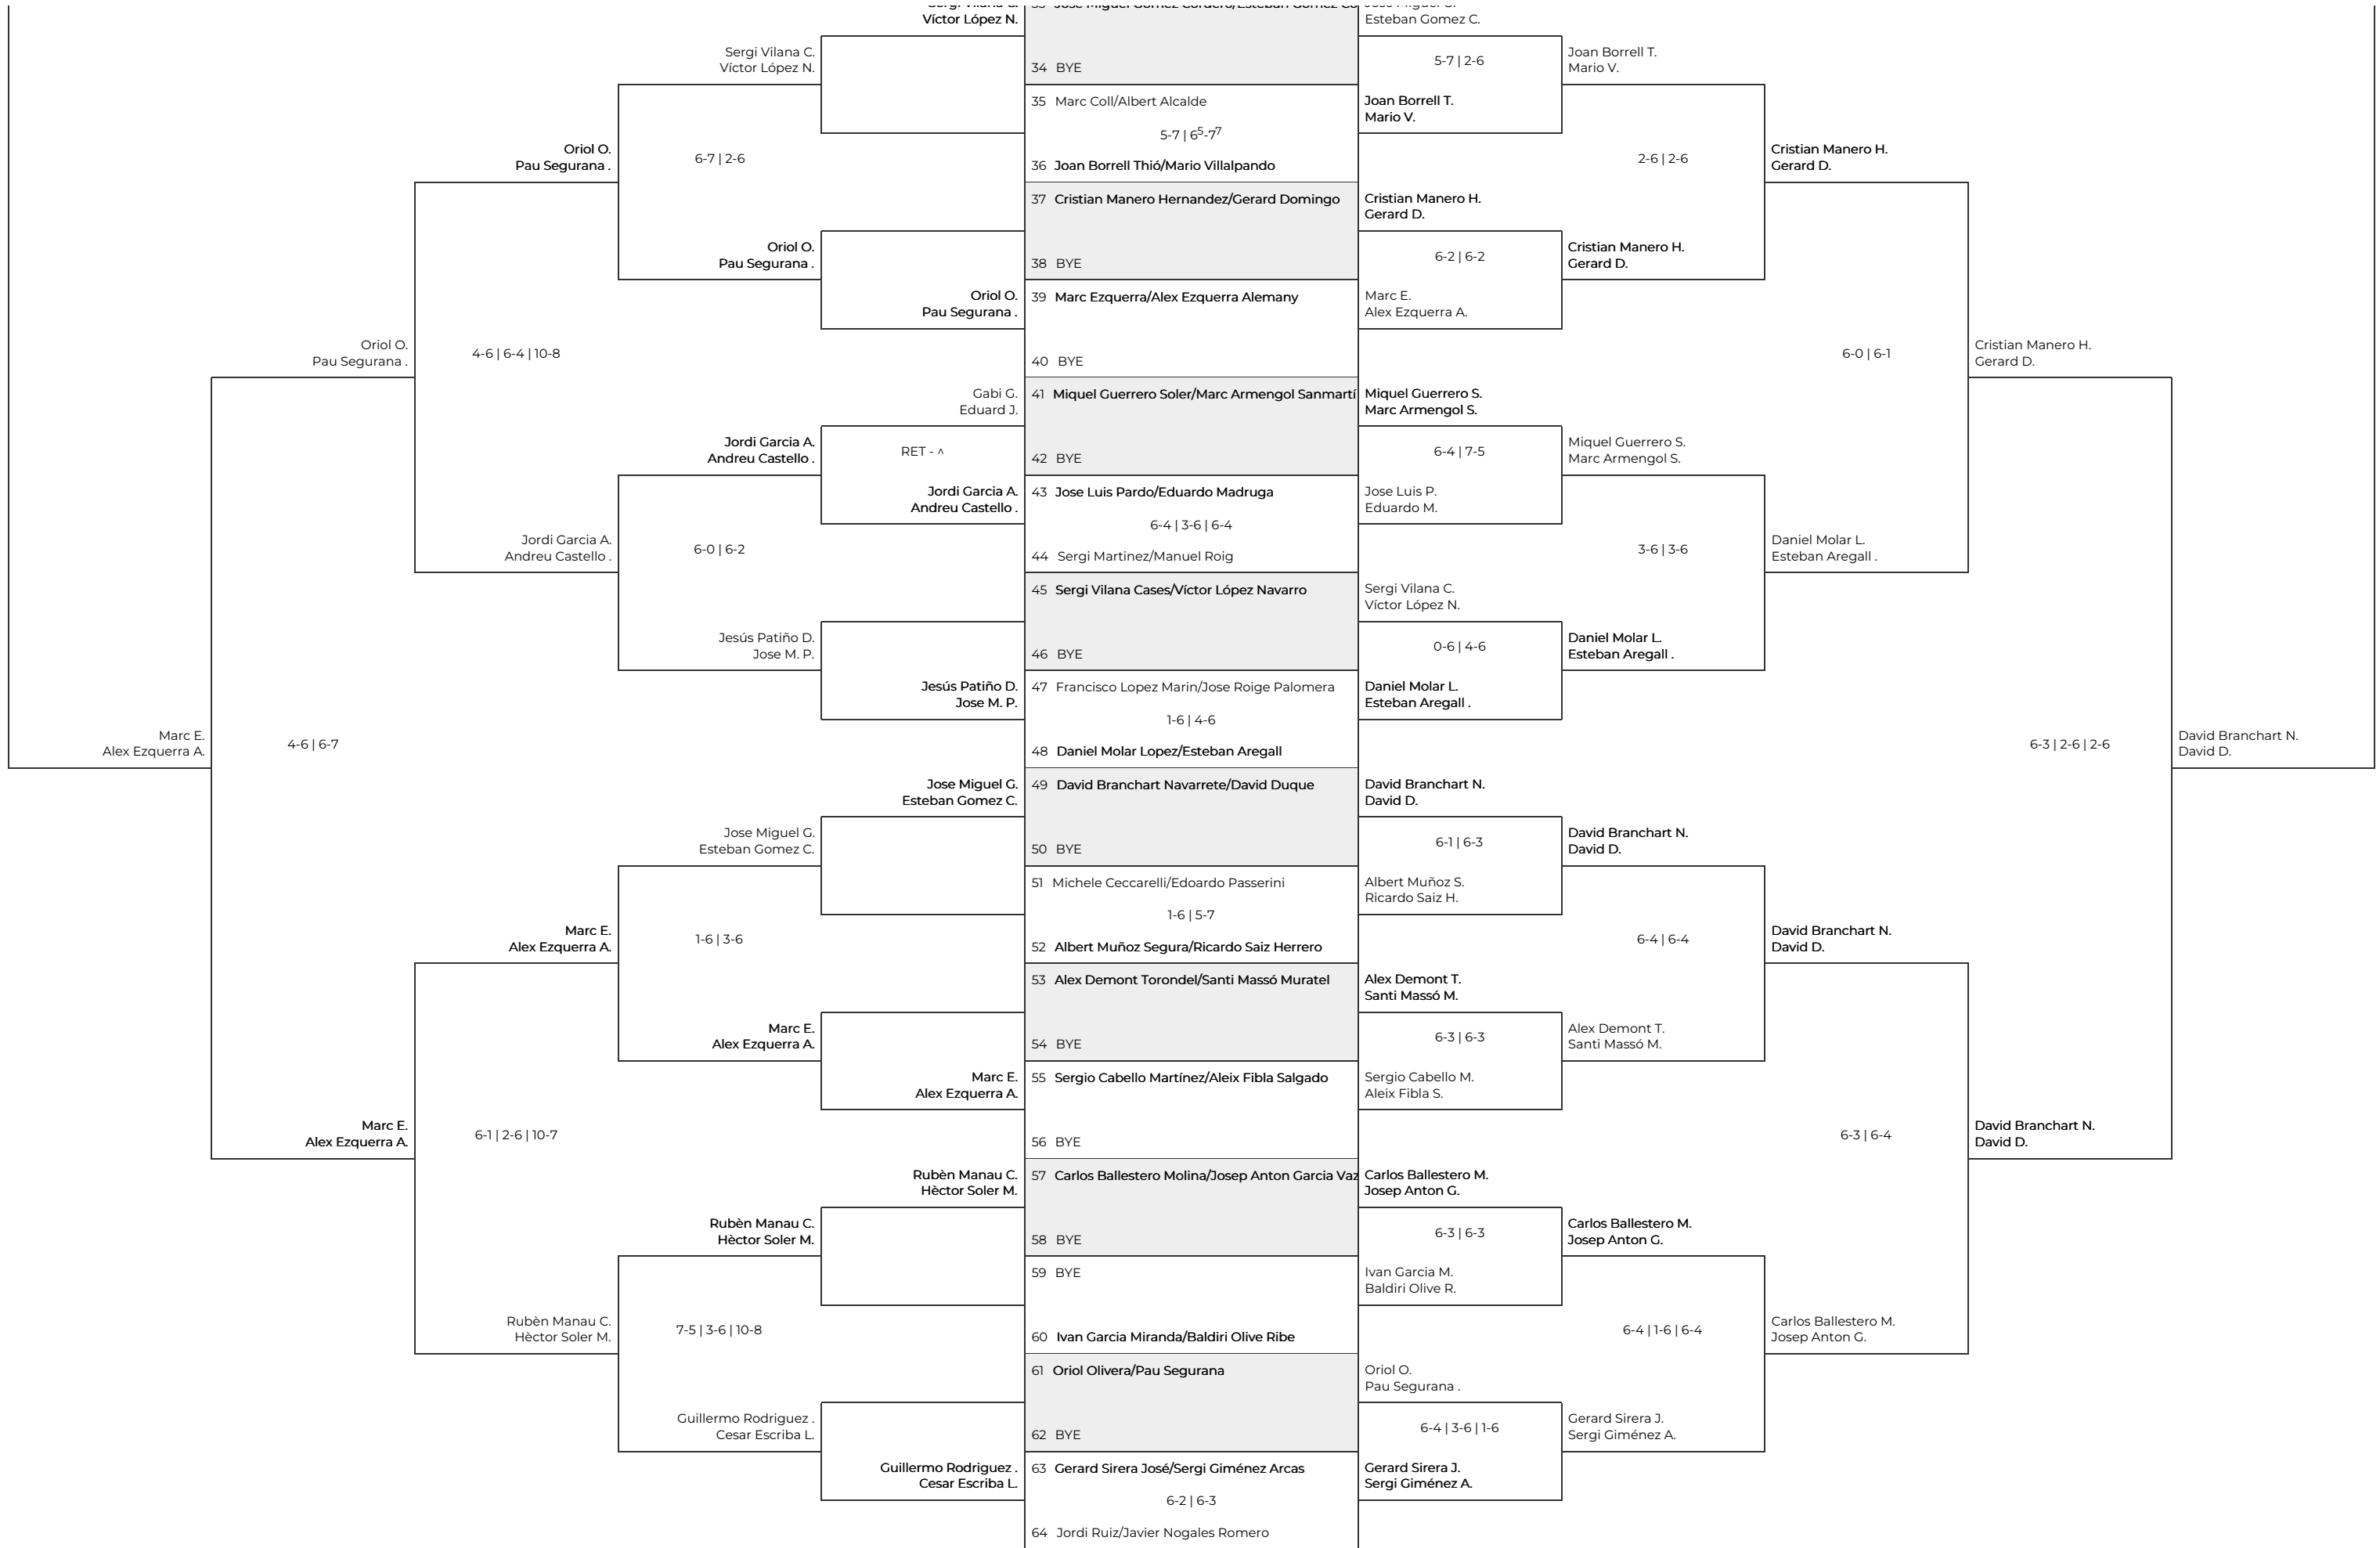 Víctor López N.
Esteban Gomez C.
Sergi Vilana C.
Víctor López N.
34 BYE
5-7 | 2-6
Joan Borrell T.
Mario V.
35 Marc Coll/Albert Alcalde
Joan Borrell T.
Mario V.
5-7 | 6⁵-7⁷
Oriol O.
Pau Segurana .
6-7 | 2-6
36 Joan Borrell Thió/Mario Villalpando
2-6 | 2-6
Cristian Manero H.
Gerard D.
37 Cristian Manero Hernandez/Gerard Domingo
Cristian Manero H.
Gerard D.
Oriol O.
Pau Segurana .
38 BYE
6-2 | 6-2
Cristian Manero H.
Gerard D.
Oriol O.
Pau Segurana .
39 Marc Ezquerra/Alex Ezquerra Alemany
Marc E.
Alex Ezquerra A.
Oriol O.
Pau Segurana .
4-6 | 6-4 | 10-8
40 BYE
6-0 | 6-1
Cristian Manero H.
Gerard D.
Gabi G.
Eduard J.
41 Miquel Guerrero Soler/Marc Armengol Sanmartí
Miquel Guerrero S.
Marc Armengol S.
Jordi Garcia A.
Andreu Castello .
RET - ^
42 BYE
6-4 | 7-5
Miquel Guerrero S.
Marc Armengol S.
Jordi Garcia A.
Andreu Castello .
43 Jose Luis Pardo/Eduardo Madruga
Jose Luis P.
Eduardo M.
6-4 | 3-6 | 6-4
Jordi Garcia A.
Andreu Castello .
6-0 | 6-2
44 Sergi Martinez/Manuel Roig
3-6 | 3-6
Daniel Molar L.
Esteban Aregall .
45 Sergi Vilana Cases/Víctor López Navarro
Sergi Vilana C.
Víctor López N.
Jesús Patiño D.
Jose M. P.
46 BYE
0-6 | 4-6
Daniel Molar L.
Esteban Aregall .
Jesús Patiño D.
Jose M. P.
47 Francisco Lopez Marin/Jose Roige Palomera
Daniel Molar L.
Esteban Aregall .
1-6 | 4-6
Marc E.
Alex Ezquerra A.
4-6 | 6-7
48 Daniel Molar Lopez/Esteban Aregall
6-3 | 2-6 | 2-6
David Branchart N.
David D.
Jose Miguel G.
Esteban Gomez C.
49 David Branchart Navarrete/David Duque
David Branchart N.
David D.
Jose Miguel G.
Esteban Gomez C.
50 BYE
6-1 | 6-3
David Branchart N.
David D.
51 Michele Ceccarelli/Edoardo Passerini
Albert Muñoz S.
Ricardo Saiz H.
1-6 | 5-7
Marc E.
Alex Ezquerra A.
1-6 | 3-6
52 Albert Muñoz Segura/Ricardo Saiz Herrero
6-4 | 6-4
David Branchart N.
David D.
53 Alex Demont Torondel/Santi Massó Muratel
Alex Demont T.
Santi Massó M.
Marc E.
Alex Ezquerra A.
54 BYE
6-3 | 6-3
Alex Demont T.
Santi Massó M.
Marc E.
Alex Ezquerra A.
55 Sergio Cabello Martínez/Aleix Fibla Salgado
Sergio Cabello M.
Aleix Fibla S.
Marc E.
Alex Ezquerra A.
6-1 | 2-6 | 10-7
56 BYE
6-3 | 6-4
David Branchart N.
David D.
Rubèn Manau C.
Hèctor Soler M.
57 Carlos Ballestero Molina/Josep Anton Garcia Vaz
Carlos Ballestero M.
Josep Anton G.
Rubèn Manau C.
Hèctor Soler M.
58 BYE
6-3 | 6-3
Carlos Ballestero M.
Josep Anton G.
59 BYE
Ivan Garcia M.
Baldiri Olive R.
Rubèn Manau C.
Hèctor Soler M.
7-5 | 3-6 | 10-8
60 Ivan Garcia Miranda/Baldiri Olive Ribe
6-4 | 1-6 | 6-4
Carlos Ballestero M.
Josep Anton G.
61 Oriol Olivera/Pau Segurana
Oriol O.
Pau Segurana .
Guillermo Rodriguez .
Cesar Escriba L.
62 BYE
6-4 | 3-6 | 1-6
Gerard Sirera J.
Sergi Giménez A.
Guillermo Rodriguez .
Cesar Escriba L.
63 Gerard Sirera José/Sergi Giménez Arcas
Gerard Sirera J.
Sergi Giménez A.
6-2 | 6-3
64 Jordi Ruiz/Javier Nogales Romero